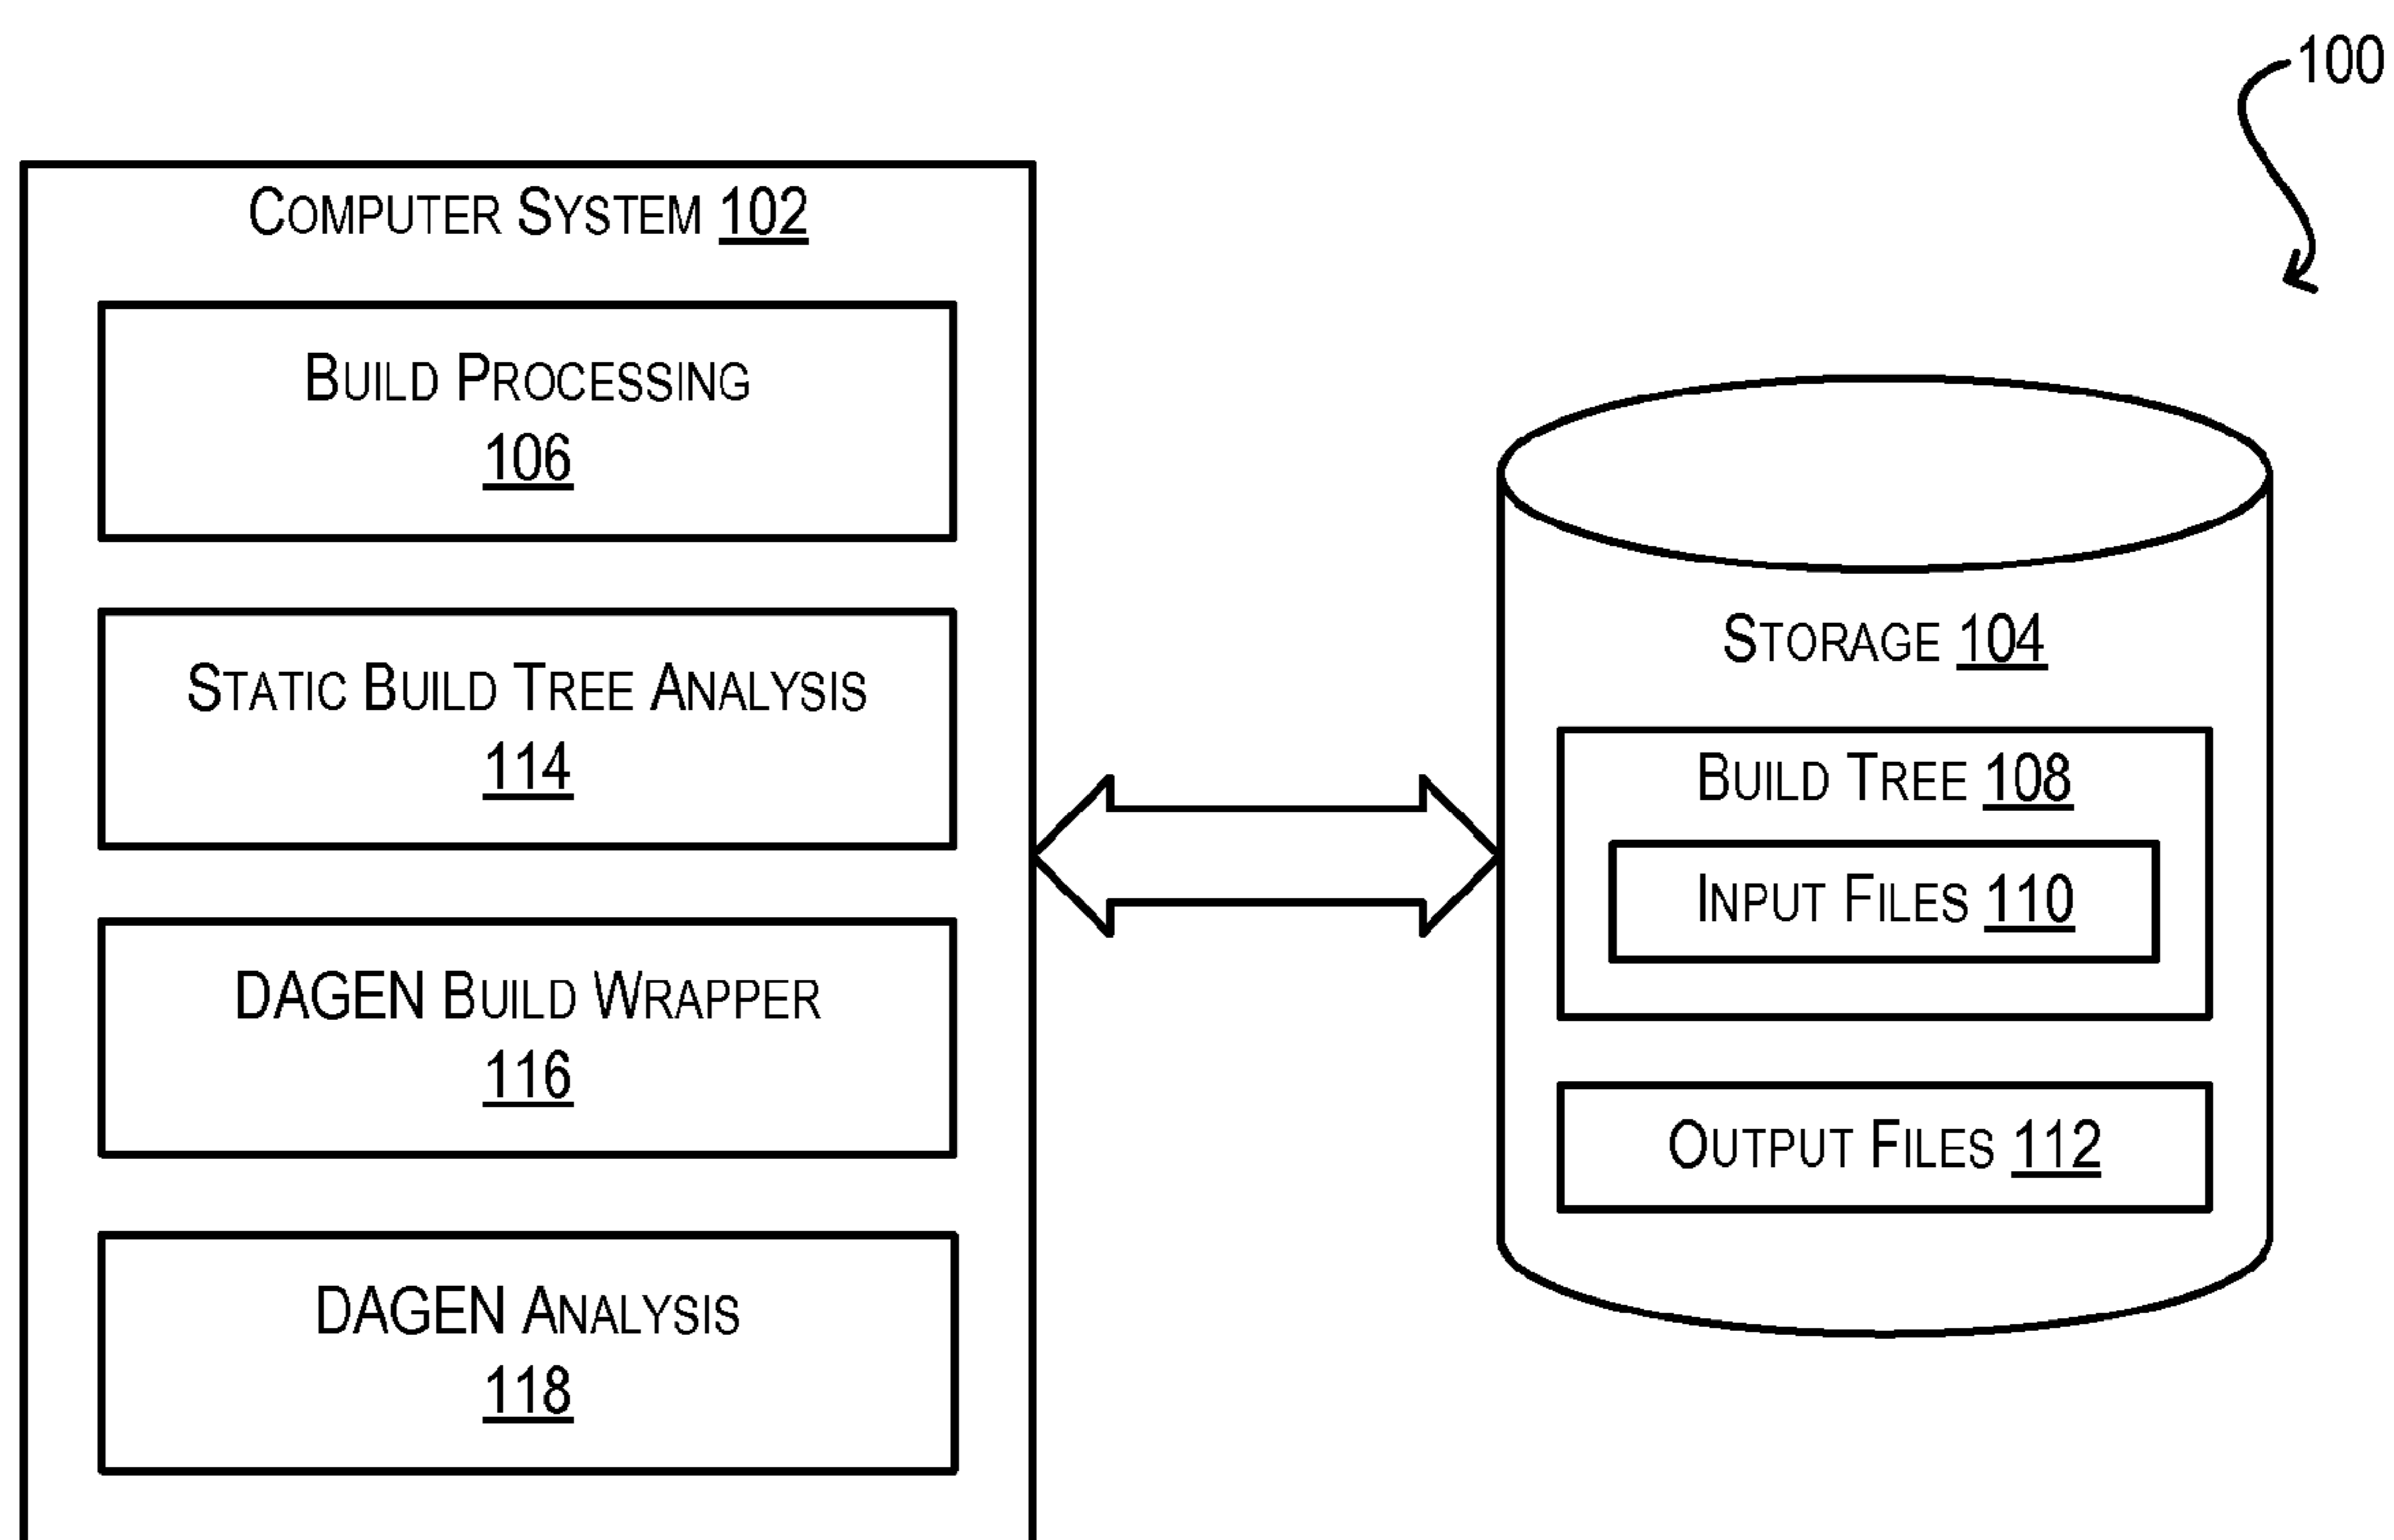 100
Computer System 102
Build Processing
106
Static Build Tree Analysis
114
DAGEN Build Wrapper
116
DAGEN Analysis
118
Storage 104
Build Tree 108
Input Files 110
Output Files 112